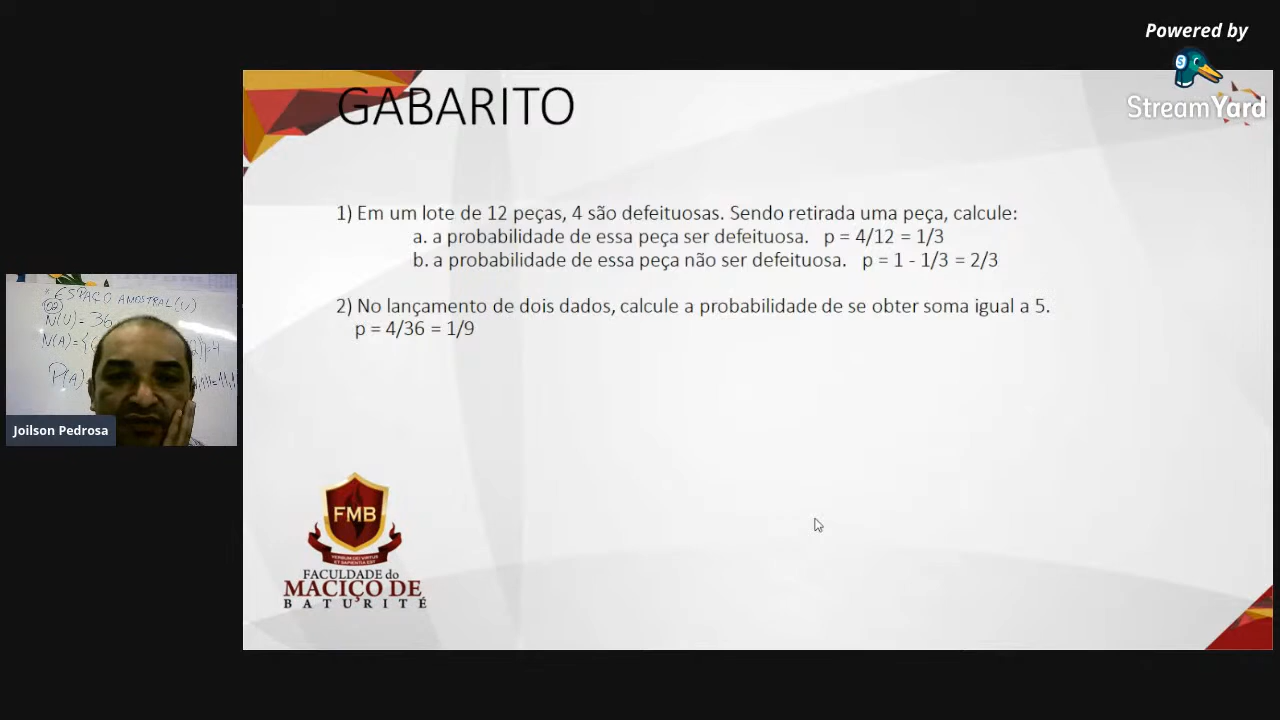 Powered by
StreamYard
GABARITO
1) Em um lote de 12 peças, 4 são defeituosas. Sendo retirada uma peça, calcule:
a. a probabilidade de essa peça ser defeituosa. p = 4/12 = 1/3
b. a probabilidade de essa peça não ser defeituosa. p = 1 - 1/3 = 2/3
2) No lançamento de dois dados, calcule a probabilidade de se obter soma igual a 5.
p = 4/36 = 1/9
* ESPAÇO AMOSTRAL (U)
N(U) = 36
N(A) = {(
P(A) =
Joilson Pedrosa
FMB
FACULDADE do
MACIÇO DE
BATURITÉ